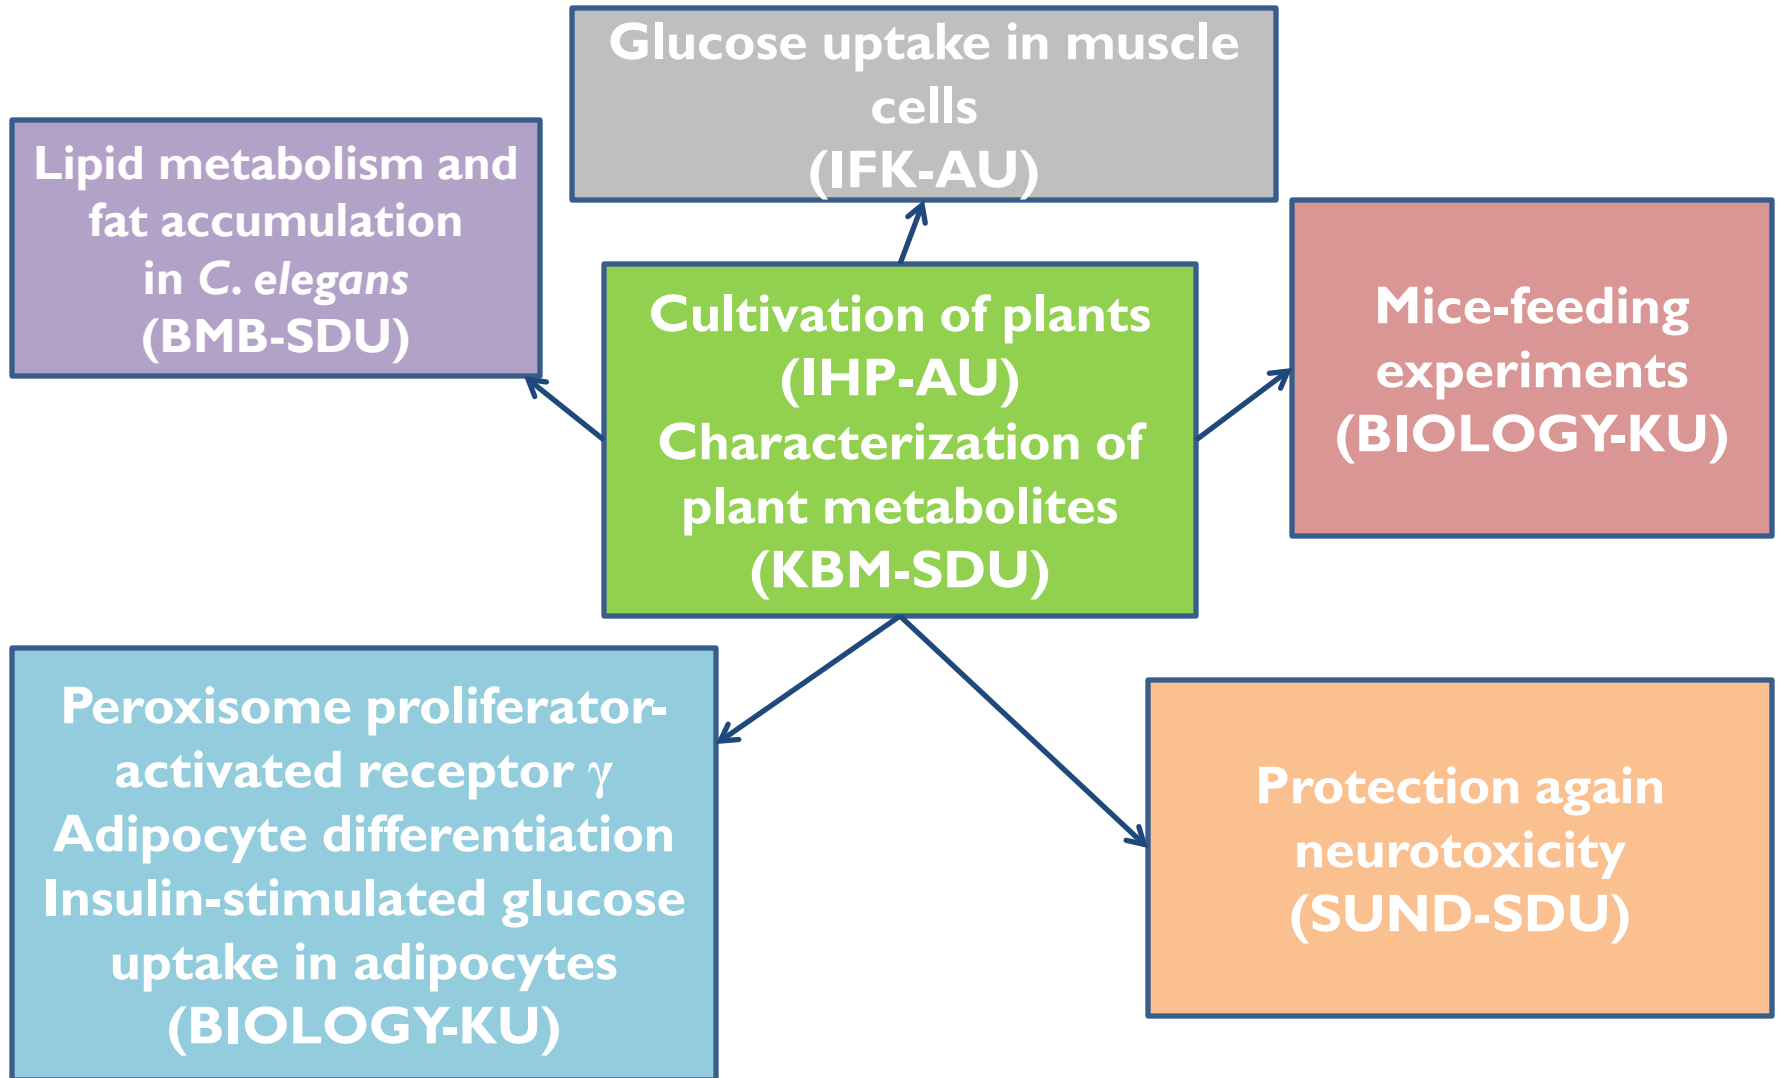 Glucose uptake in muscle
cells
(IFK-AU)
Lipid metabolism and
fat accumulation
in C. elegans
(BMB-SDU)
Cultivation of plants
(IHP-AU)
Characterization of
plant metabolites
(KBM-SDU)
Mice-feeding
experiments
(BIOLOGY-KU)
Peroxisome proliferator-
activated receptor γ
Adipocyte differentiation
Insulin-stimulated glucose
uptake in adipocytes
(BIOLOGY-KU)
Protection again
neurotoxicity
(SUND-SDU)